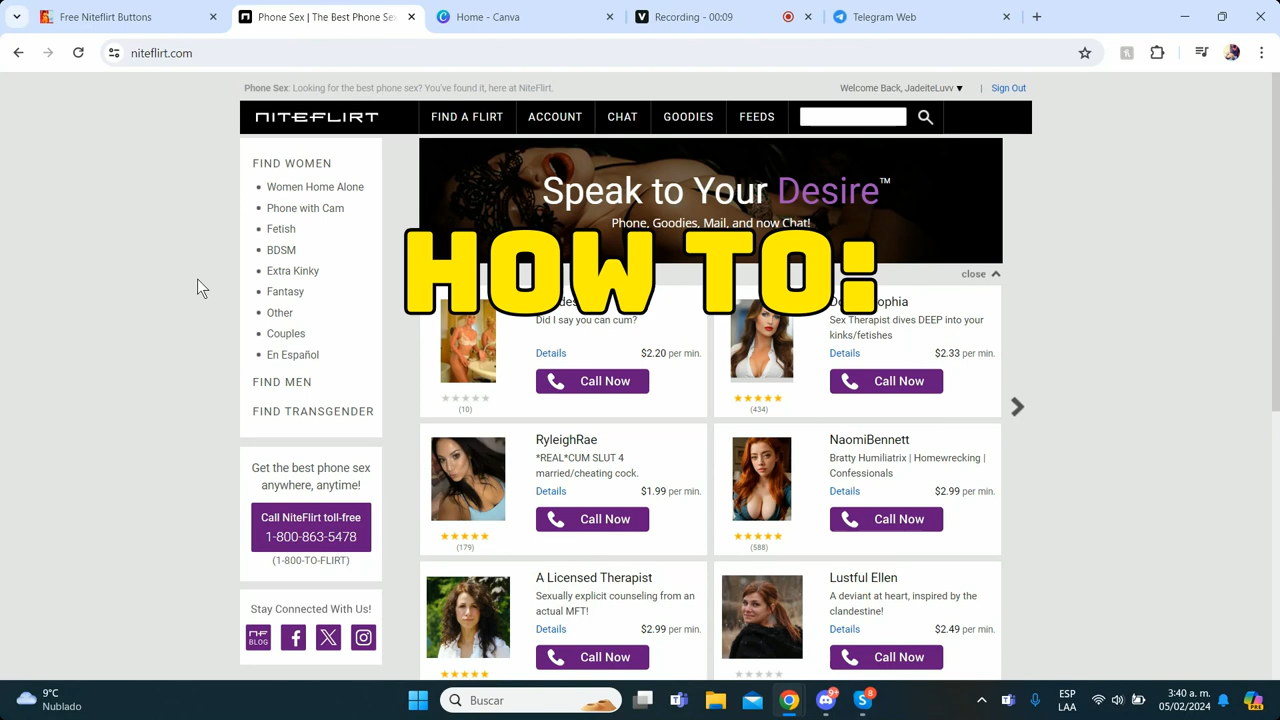 Free Niteflirt Buttons
Phone Sex | The Best Phone Sex
Home - Canva
Recording - 00:09
Telegram Web
niteflirt.com
Phone Sex: Looking for the best phone sex? You've found it, here at NiteFlirt.
Welcome Back, JadeiteLuvv ▼ | Sign Out
NITEFLIRT
FIND A FLIRT
ACCOUNT
CHAT
GOODIES
FEEDS
FIND WOMEN
• Women Home Alone
• Phone with Cam
• Fetish
• BDSM
• Extra Kinky
• Fantasy
• Other
• Couples
• En Español
FIND MEN
FIND TRANSGENDER
Get the best phone sex
anywhere, anytime!
Call NiteFlirt toll-free
1-800-863-5478
(1-800-TO-FLIRT)
Stay Connected With Us!
NF
BLOG
Speak to Your Desire™
Phone, Goodies, Mail, and now Chat!
HOW TO:
close
Did I say you can cum?
Details
$2.20 per min.
Call Now
(10)
Sex Therapist dives DEEP into your
kinks/fetishes
Details
$2.33 per min.
Call Now
(434)
RyleighRae
*REAL*CUM SLUT 4
married/cheating cock.
Details
$1.99 per min.
Call Now
(179)
NaomiBennett
Bratty Humiliatrix | Homewrecking |
Confessionals
Details
$2.99 per min.
Call Now
(588)
A Licensed Therapist
Sexually explicit counseling from an
actual MFT!
Details
$2.99 per min.
Call Now
Lustful Ellen
A deviant at heart, inspired by the
clandestine!
Details
$2.49 per min.
Call Now
9°C
Nublado
Buscar
9+
8
ESP
LAA
3:40 a. m.
05/02/2024